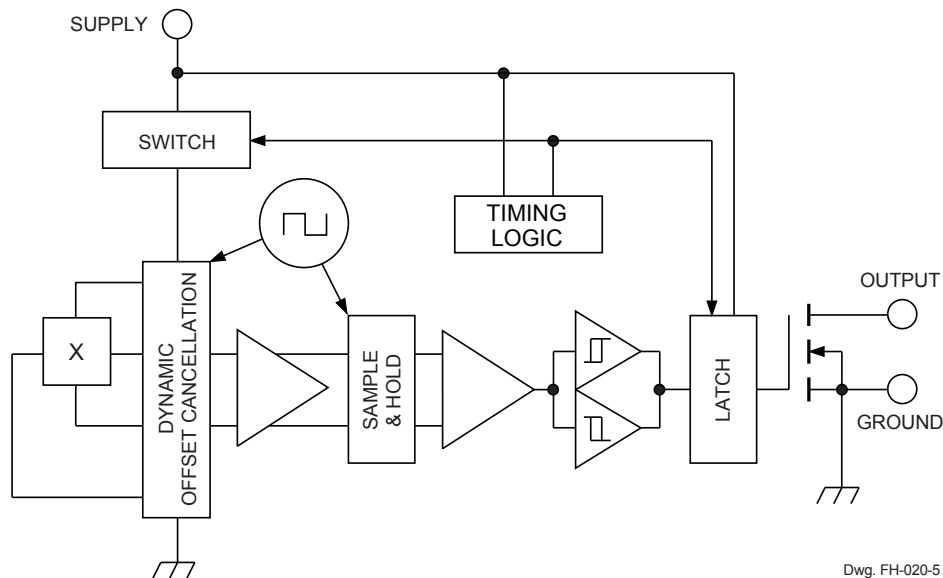 SUPPLY
SWITCH
TIMING
LOGIC
X
DYNAMIC
OFFSET CANCELLATION
SAMPLE
& HOLD
LATCH
OUTPUT
GROUND
Dwg. FH-020-5